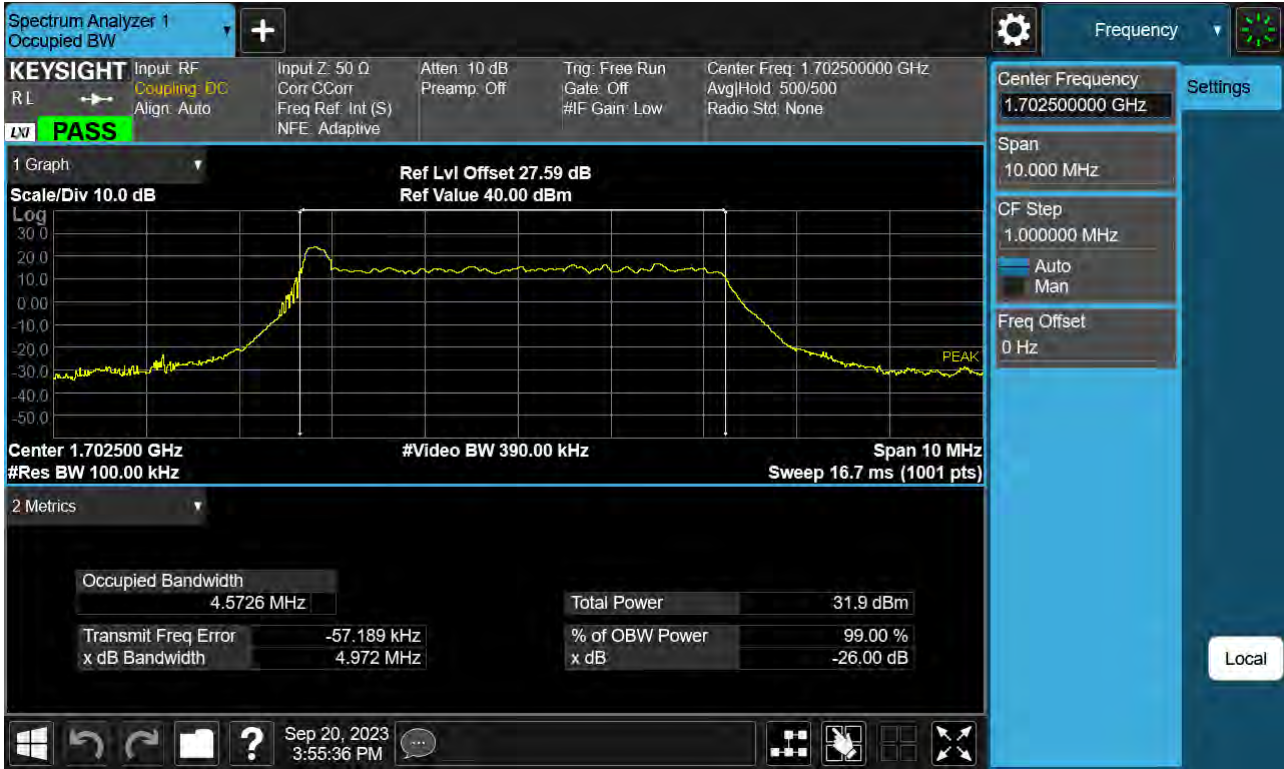 Spectrum Analyzer 1
Occupied BW
Frequency
KEYSIGHT
RL
LXI
PASS
Input: RF
Coupling: DC
Align: Auto
Input Z: 50 Ω
Corr CCorr
Freq Ref: Int (S)
NFE: Adaptive
Atten: 10 dB
Preamp: Off
Trig: Free Run
Gate: Off
#IF Gain: Low
Center Freq: 1.702500000 GHz
Avg|Hold: 500/500
Radio Std: None
Center Frequency
1.702500000 GHz
Settings
Span
10.000 MHz
CF Step
1.000000 MHz
Auto
Man
Freq Offset
0 Hz
1 Graph
Scale/Div 10.0 dB
Ref Lvl Offset 27.59 dB
Ref Value 40.00 dBm
Log
30.0
20.0
10.0
0.00
-10.0
-20.0
-30.0
-40.0
-50.0
PEAK
Center 1.702500 GHz
#Video BW 390.00 kHz
Span 10 MHz
#Res BW 100.00 kHz
Sweep 16.7 ms (1001 pts)
2 Metrics
Occupied Bandwidth
4.5726 MHz
Total Power 31.9 dBm
Transmit Freq Error -57.189 kHz
% of OBW Power 99.00 %
x dB Bandwidth 4.972 MHz
x dB -26.00 dB
Local
?
Sep 20, 2023
3:55:36 PM